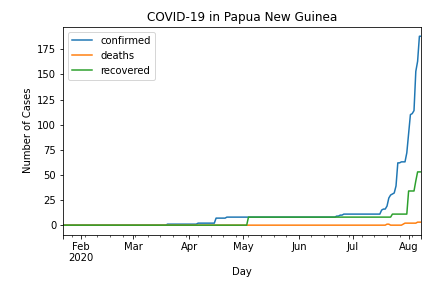 COVID-19 in Papua New Guinea
confirmed
deaths
recovered
Number of Cases
175
150
125
100
75
50
25
0
Feb Mar Apr May Jun Jul Aug
2020
Day